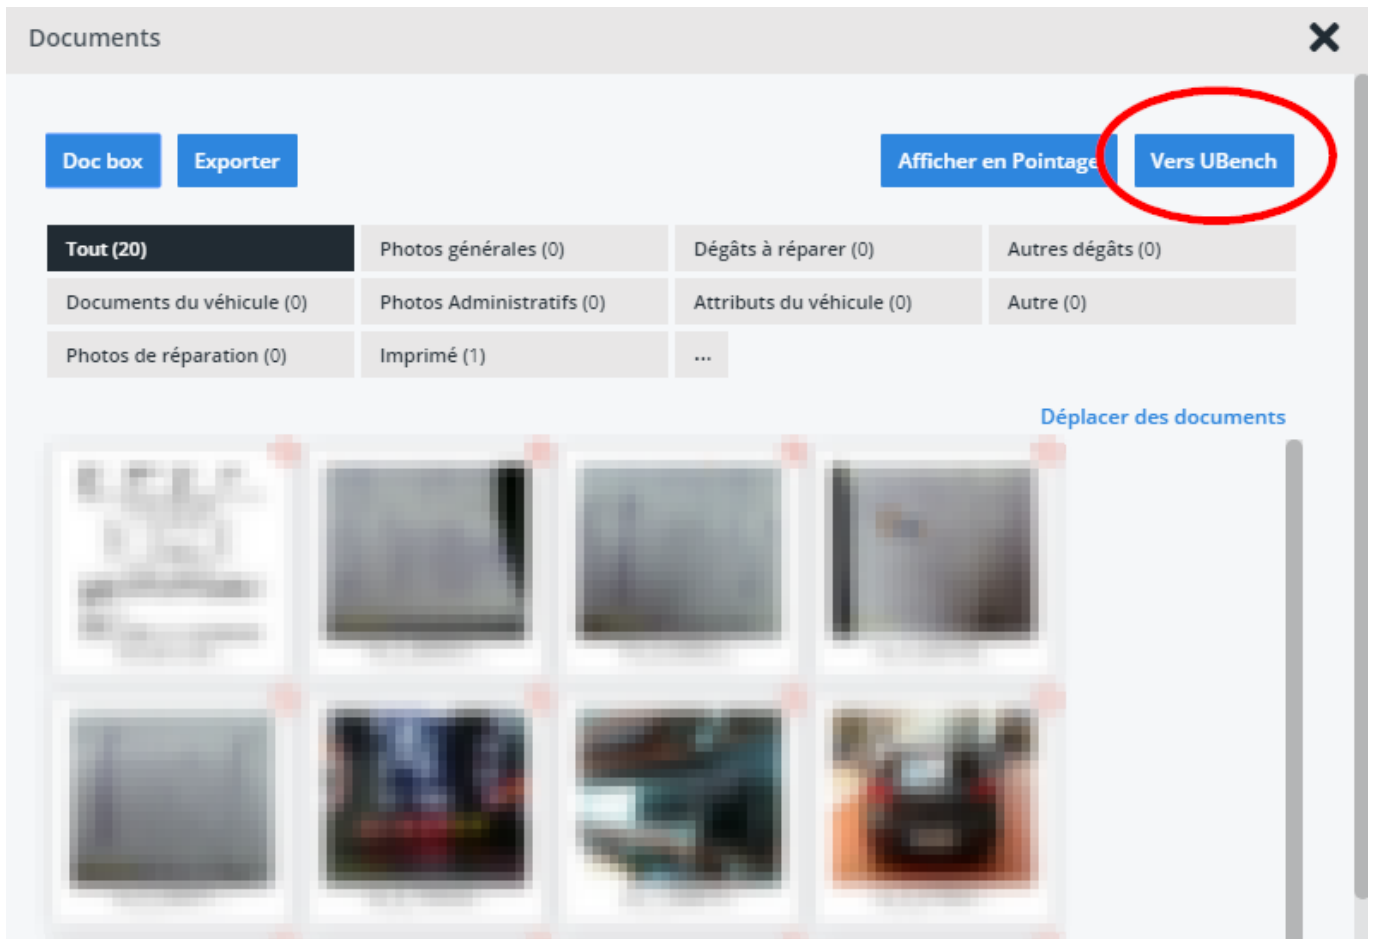 Documents
Doc box Exporter Afficher en Pointage Vers UBench
Tout (20) Photos générales (0) Dégâts à réparer (0) Autres dégâts (0)
Documents du véhicule (0) Photos Administratifs (0) Attributs du véhicule (0) Autre (0)
Photos de réparation (0) Imprimé (1) ...
Déplacer des documents